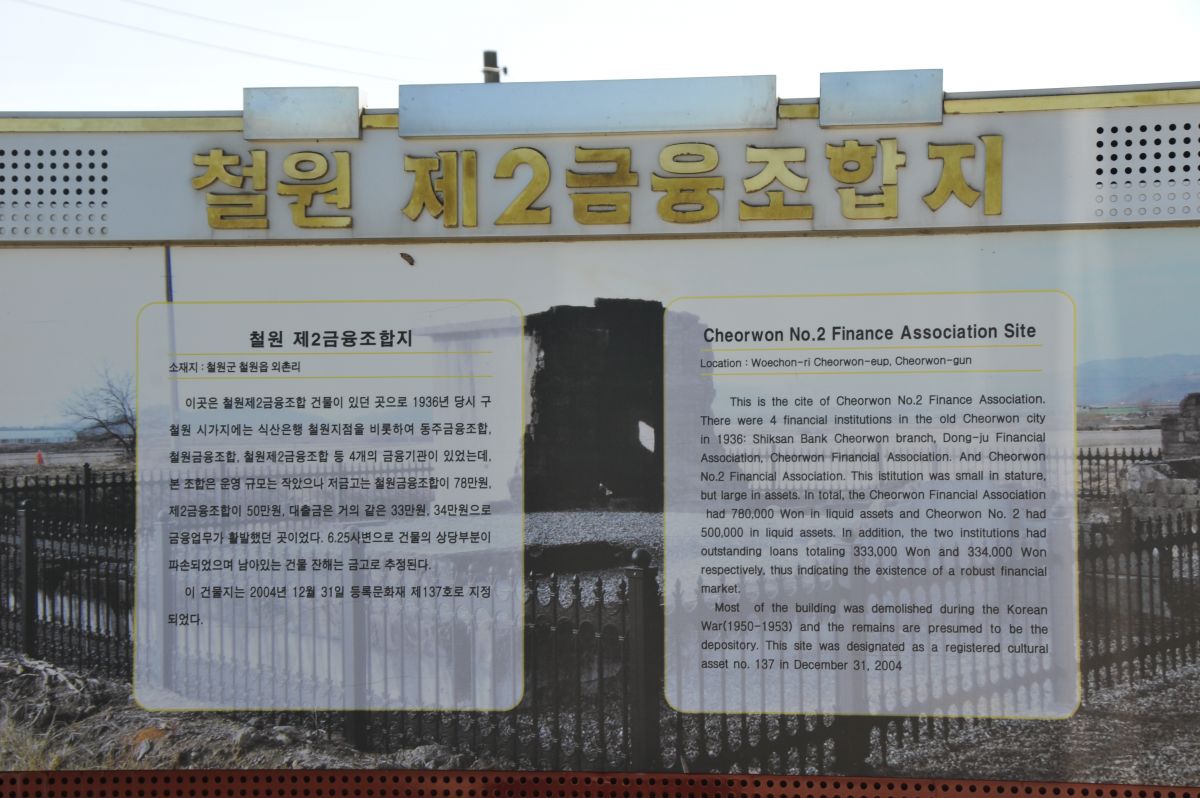 철원 제2금융조합지
철원 제2금융조합지
소재지 : 철원군 철원읍 외촌리
이곳은 철원제2금융조합 건물이 있던 곳으로 1936년 당시 구
철원 시가지에는 식산은행 철원지점을 비롯하여 동주금융조합,
철원금융조합, 철원제2금융조합 등 4개의 금융기관이 있었는데,
본 조합은 운영 규모는 작았으나 저금고는 철원금융조합이 78만원,
제2금융조합이 50만원, 대출금은 거의 같은 33만원, 34만원으로
금융업무가 활발했던 곳이었다. 6.25사변으로 건물의 상당부분이
파손되었으며 남아있는 건물 잔해는 금고로 추정된다.
이 건물지는 2004년 12월 31일 등록문화재 제137호로 지정
되었다.
Cheorwon No.2 Finance Association Site
Location : Woechon-ri Cheorwon-eup, Cheorwon-gun
This is the cite of Cheorwon No.2 Finance Association.
There were 4 financial institutions in the old Cheorwon city
in 1936: Shiksan Bank Cheorwon branch, Dong-ju Financial
Association, Cheorwon Financial Association. And Cheorwon
No.2 Financial Association. This istitution was small in stature,
but large in assets. In total, the Cheorwon Financial Association
had 780,000 Won in liquid assets and Cheorwon No. 2 had
500,000 in liquid assets. In addition, the two institutions had
outstanding loans totaling 333,000 Won and 334,000 Won
respectively, thus indicating the existence of a robust financial
market.
Most of the building was demolished during the Korean
War(1950-1953) and the remains are presumed to be the
depository. This site was designated as a registered cultural
asset no. 137 in December 31, 2004